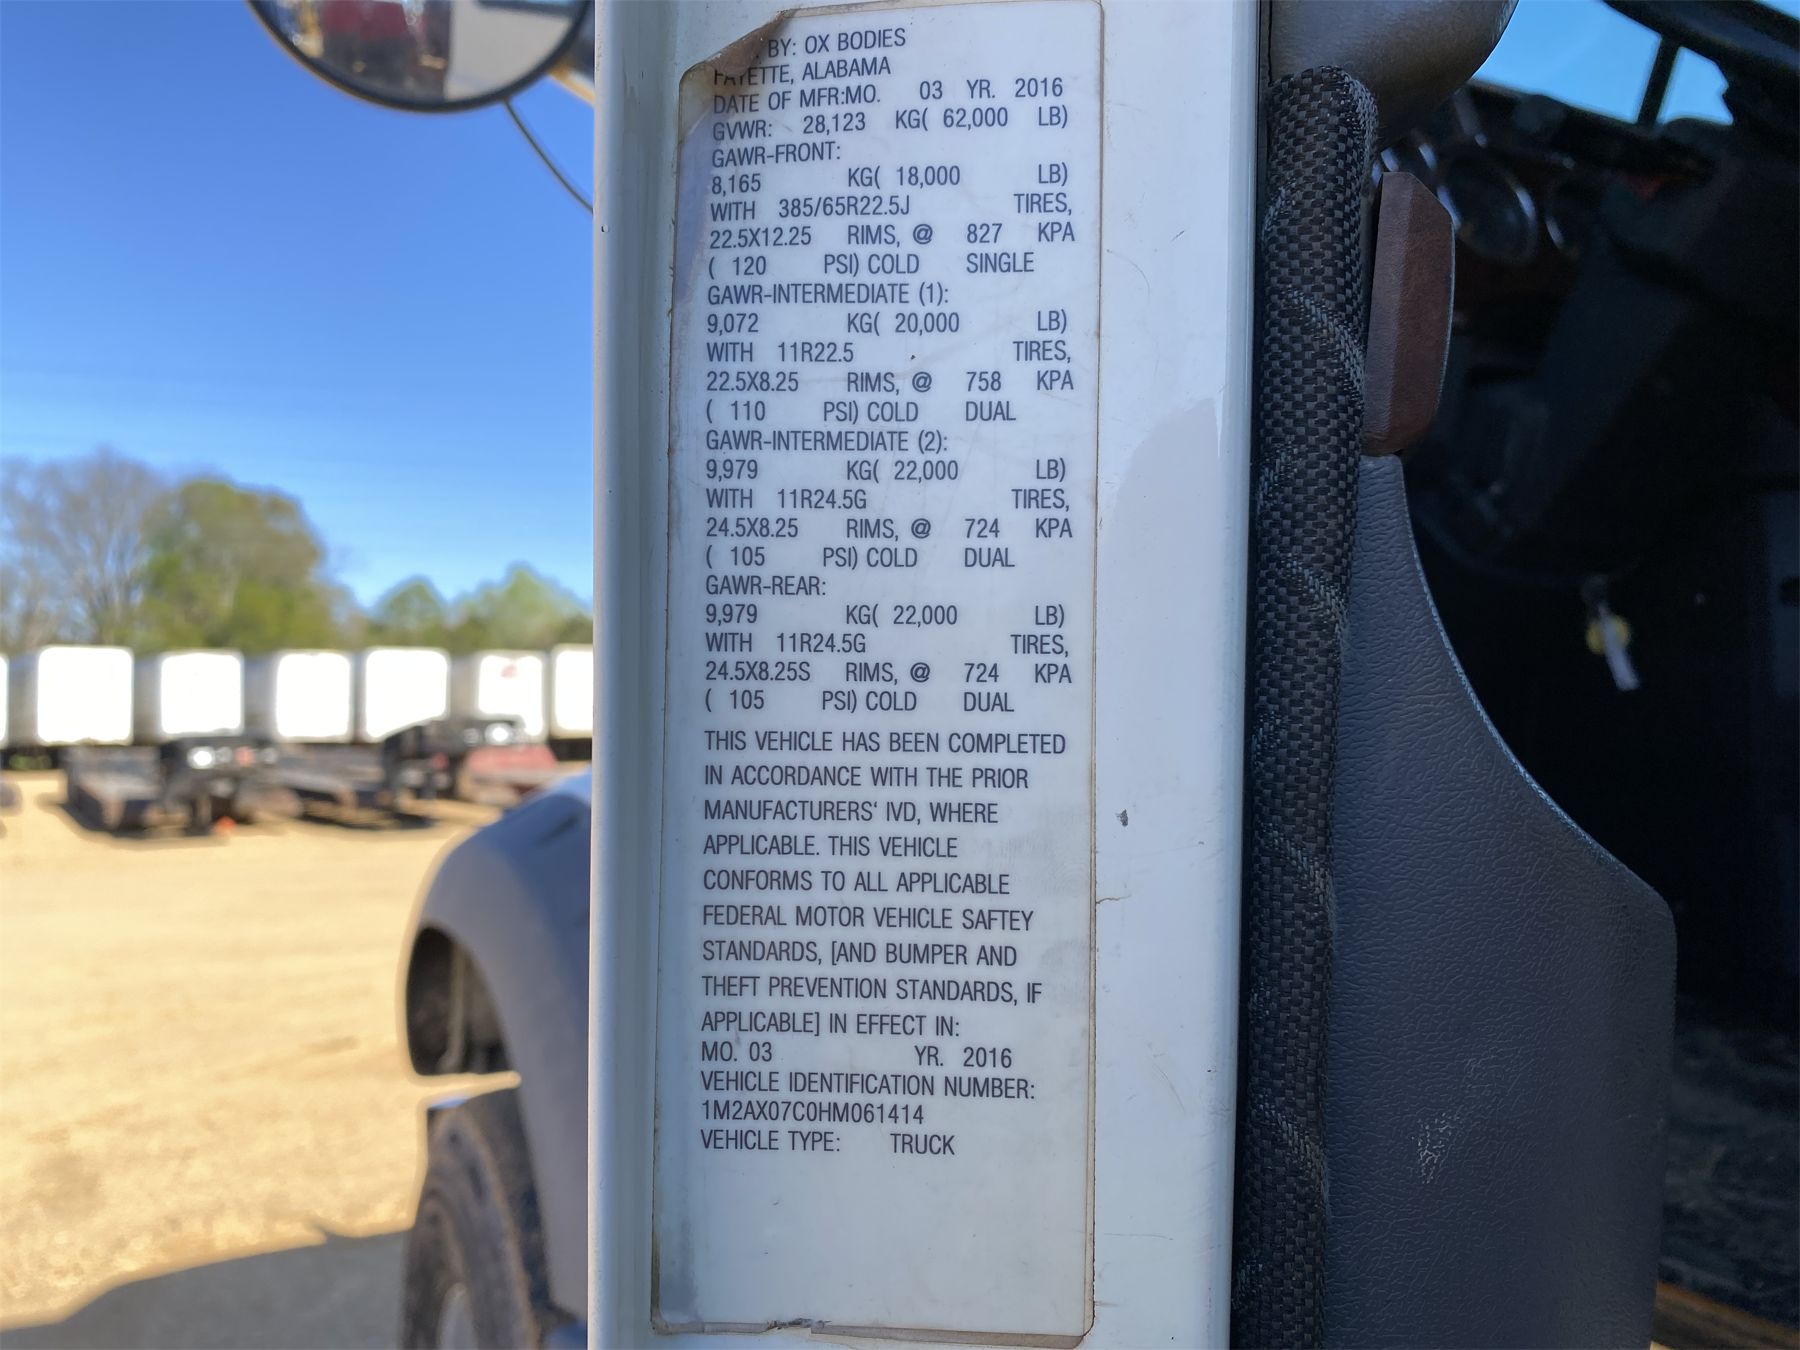 BY: OX BODIES
FAYETTE, ALABAMA
DATE OF MFR:MO. 03 YR. 2016
GVWR: 28,123 KG( 62,000 LB)
GAWR-FRONT:
8,165 KG( 18,000 LB)
WITH 385/65R22.5J TIRES,
22.5X12.25 RIMS, @ 827 KPA
( 120 PSI) COLD SINGLE
GAWR-INTERMEDIATE (1):
9,072 KG( 20,000 LB)
WITH 11R22.5 TIRES,
22.5X8.25 RIMS, @ 758 KPA
( 110 PSI) COLD DUAL
GAWR-INTERMEDIATE (2):
9,979 KG( 22,000 LB)
WITH 11R24.5G TIRES,
24.5X8.25 RIMS, @ 724 KPA
( 105 PSI) COLD DUAL
GAWR-REAR:
9,979 KG( 22,000 LB)
WITH 11R24.5G TIRES,
24.5X8.25S RIMS, @ 724 KPA
( 105 PSI) COLD DUAL
THIS VEHICLE HAS BEEN COMPLETED
IN ACCORDANCE WITH THE PRIOR
MANUFACTURERS‘ IVD, WHERE
APPLICABLE. THIS VEHICLE
CONFORMS TO ALL APPLICABLE
FEDERAL MOTOR VEHICLE SAFTEY
STANDARDS, [AND BUMPER AND
THEFT PREVENTION STANDARDS, IF
APPLICABLE] IN EFFECT IN:
MO. 03 YR. 2016
VEHICLE IDENTIFICATION NUMBER:
1M2AX07C0HM061414
VEHICLE TYPE: TRUCK